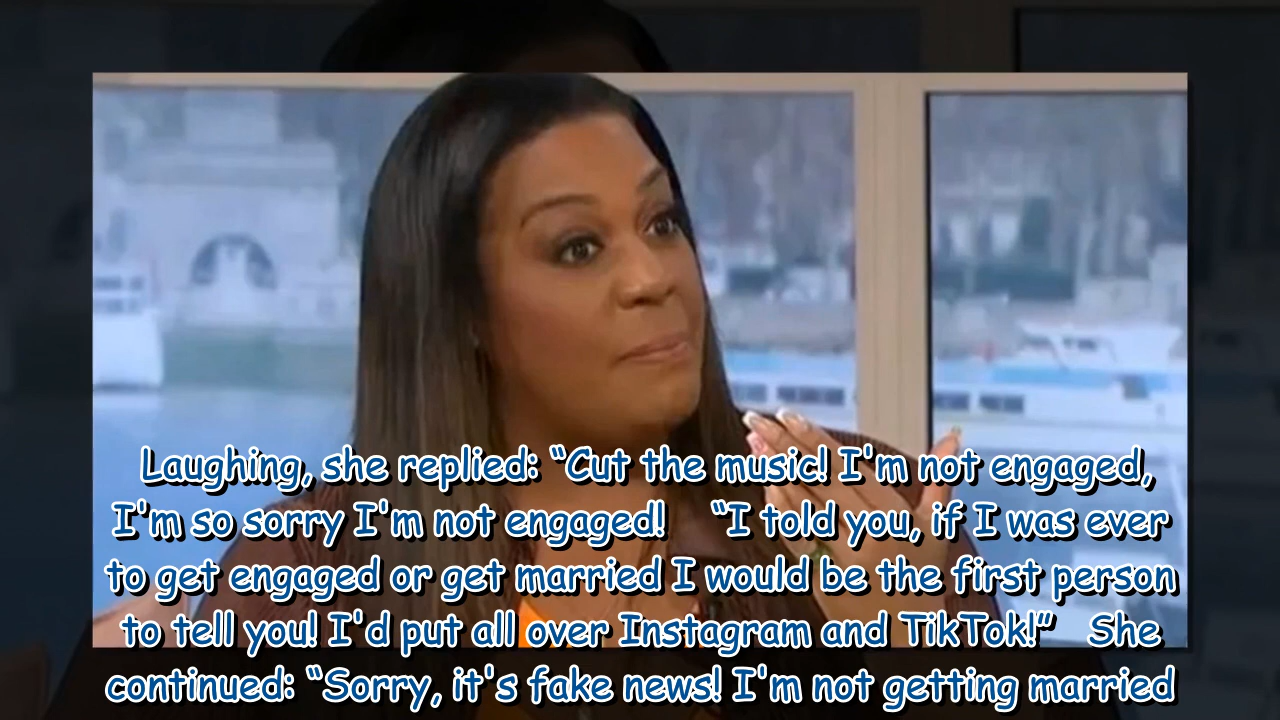 Laughing, she replied: “Cut the music! I'm not engaged,
I'm so sorry I'm not engaged!    “I told you, if I was ever
to get engaged or get married I would be the first person
to tell you! I'd put all over Instagram and TikTok!”   She
continued: “Sorry, it's fake news! I'm not getting married